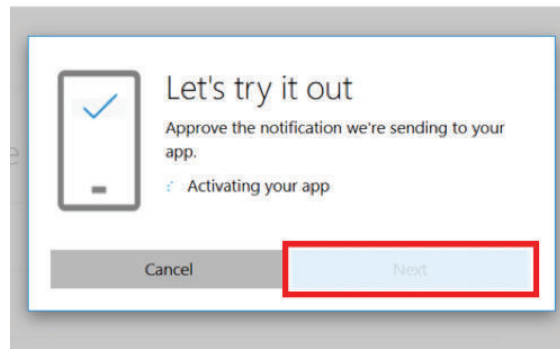 Let's try it out
Approve the notification we're sending to your
app.
Activating your app
Cancel
Next